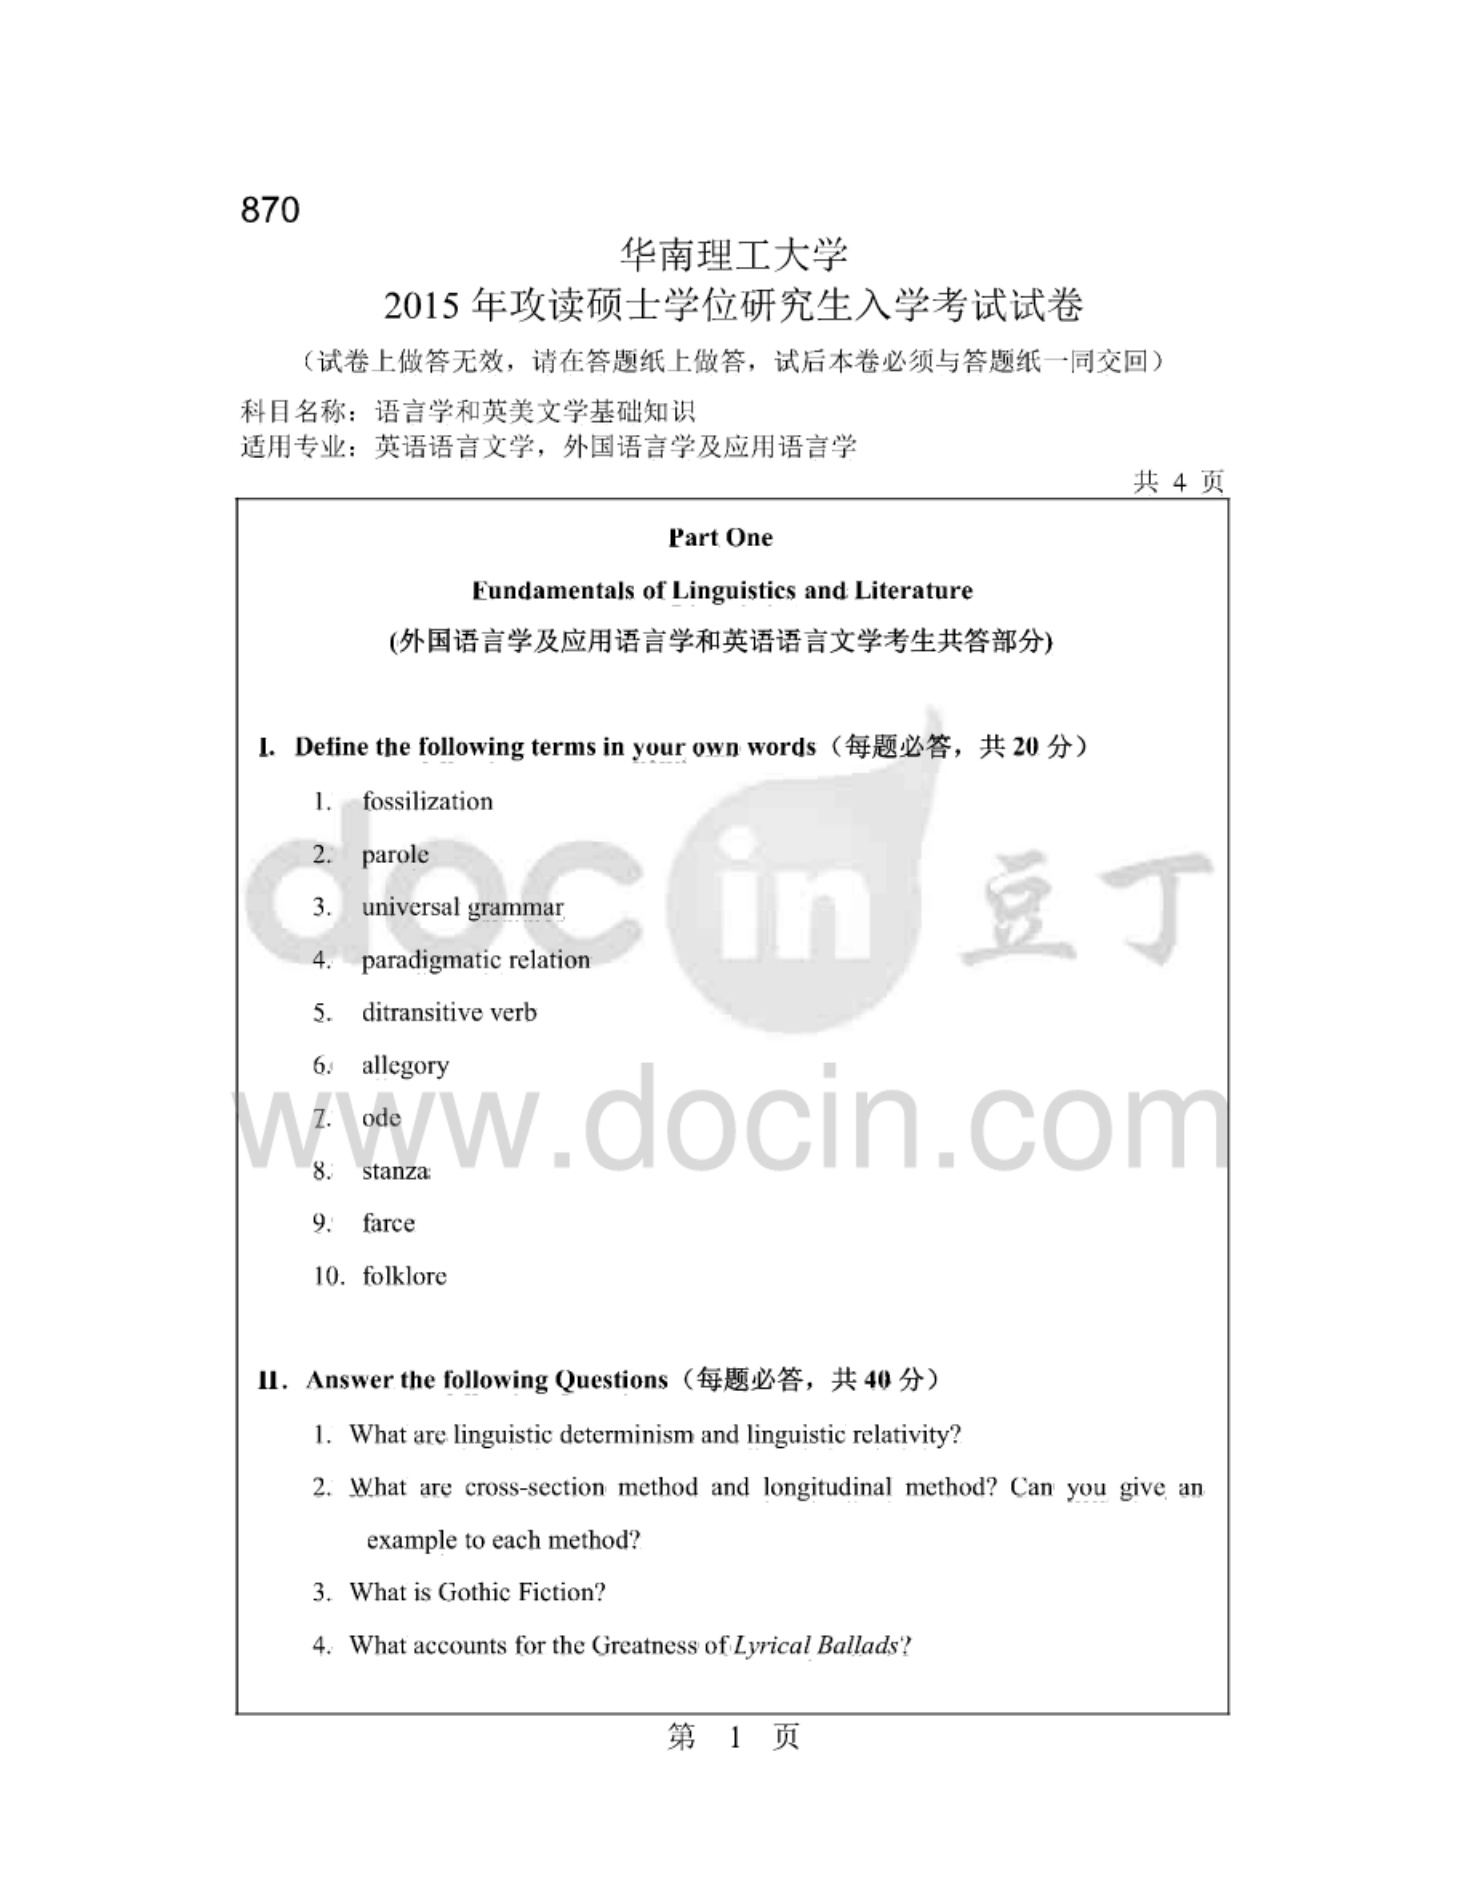 870
华南理工大学
2015 年攻读硕士学位研究生入学考试试卷
（试卷上做答无效，请在答题纸上做答，试后本卷必须与答题纸一同交回）
科目名称：语言学和英美文学基础知识
适用专业：英语语言文学，外国语言学及应用语言学
共 4 页
Part One
Fundamentals of Linguistics and Literature
(外国语言学及应用语言学和英语语言文学考生共答部分)
I. Define the following terms in your own words（每题必答，共 20 分）
1. fossilization
2. parole
3. universal grammar
4. paradigmatic relation
5. ditransitive verb
6. allegory
7. ode
8. stanza
9. farce
10. folklore
II. Answer the following Questions（每题必答，共 40 分）
1. What are linguistic determinism and linguistic relativity?
2. What are cross-section method and longitudinal method? Can you give an
example to each method?
3. What is Gothic Fiction?
4. What accounts for the Greatness of Lyrical Ballads?
第 1 页
docin 豆丁
www.docin.com